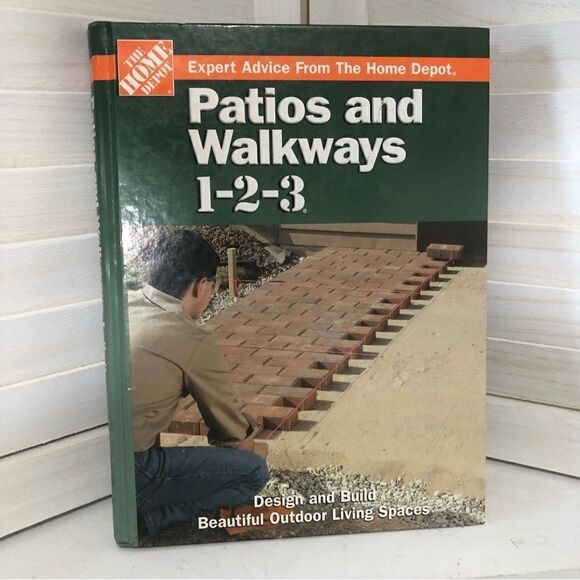 THE
HOME
DEPOT
Expert Advice From The Home Depot®
Patios and
Walkways
1-2-3®
Design and Build
Beautiful Outdoor Living Spaces